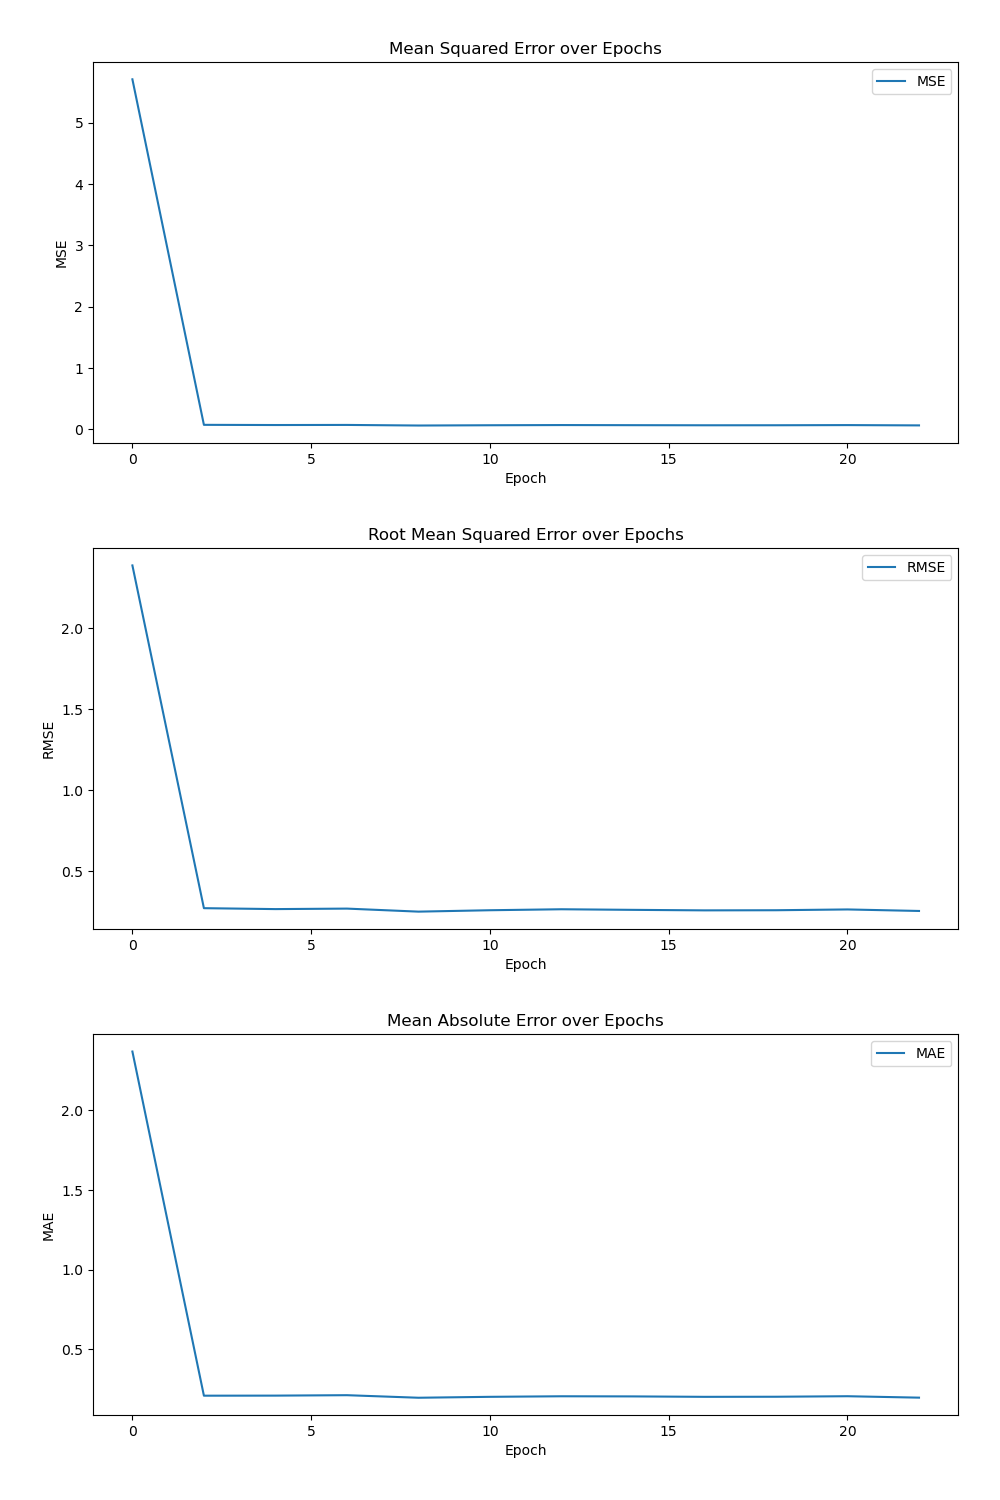 Mean Squared Error over Epochs
MSE
5
4
3
2
1
0
MSE
0 5 10 15 20
Epoch
Root Mean Squared Error over Epochs
RMSE
2.0
1.5
1.0
0.5
RMSE
0 5 10 15 20
Epoch
Mean Absolute Error over Epochs
MAE
2.0
1.5
1.0
0.5
MAE
0 5 10 15 20
Epoch